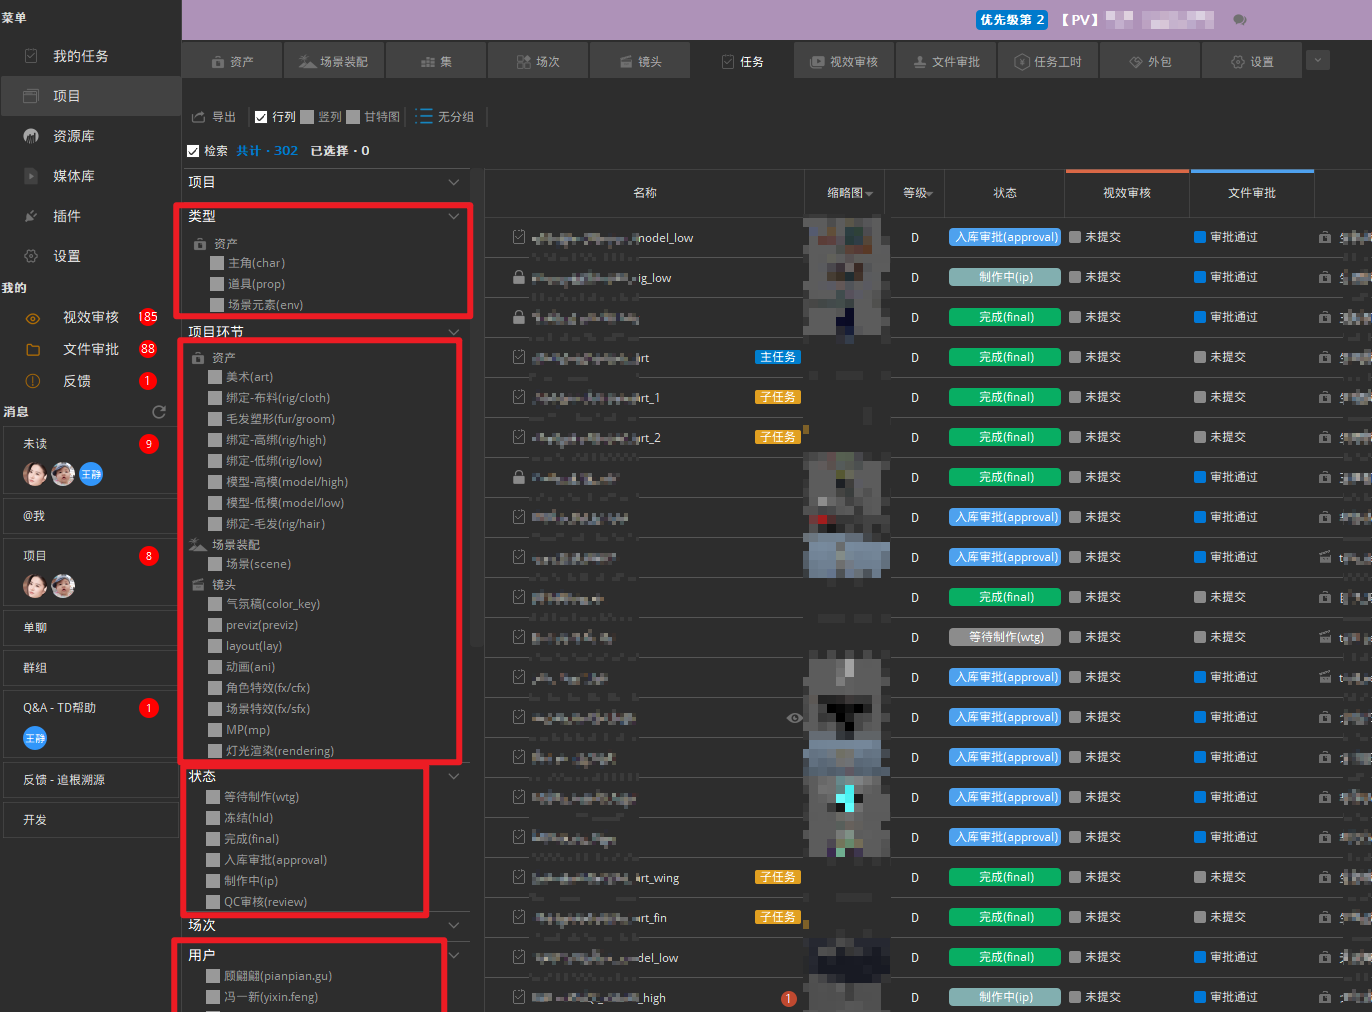 菜单
优先级第 2 【PV】
我的任务
项目
资源库
媒体库
插件
设置
我的
视效审核 185
文件审批 88
反馈 1
消息
未读 9
王静
@我
项目 8
单聊
群组
Q&A - TD帮助 1
王静
反馈 - 追根溯源
开发
资产 场景装配 集 场次 镜头 任务 视效审核 文件审批 任务工时 外包 设置
导出 行列 竖列 甘特图 无分组
检索 共计 · 302 已选择 · 0
项目
类型
资产
主角(char)
道具(prop)
场景元素(env)
项目环节
资产
美术(art)
绑定-布料(rig/cloth)
毛发塑形(fur/groom)
绑定-高绑(rig/high)
绑定-低绑(rig/low)
模型-高模(model/high)
模型-低模(model/low)
绑定-毛发(rig/hair)
场景装配
场景(scene)
镜头
气氛稿(color_key)
previz(previz)
layout(lay)
动画(ani)
角色特效(fx/cfx)
场景特效(fx/sfx)
MP(mp)
灯光渲染(rendering)
状态
等待制作(wtg)
冻结(hld)
完成(final)
入库审批(approval)
制作中(ip)
QC审核(review)
场次
用户
顾翩翩(pianpian.gu)
冯一新(yixin.feng)
名称 缩略图 等级 状态 视效审核 文件审批
model_low D 入库审批(approval) 未提交 审批通过
ig_low D 制作中(ip) 未提交 审批通过
D 完成(final) 未提交 审批通过
rt 主任务 D 完成(final) 未提交 未提交
rt_1 子任务 D 完成(final) 未提交 未提交
rt_2 子任务 D 完成(final) 未提交 未提交
D 完成(final) 未提交 审批通过
D 入库审批(approval) 未提交 审批通过
D 入库审批(approval) 未提交 审批通过
D 完成(final) 未提交 未提交
D 等待制作(wtg) 未提交 未提交
D 入库审批(approval) 未提交 审批通过
D 入库审批(approval) 未提交 审批通过
D 入库审批(approval) 未提交 审批通过
D 入库审批(approval) 未提交 审批通过
D 入库审批(approval) 未提交 审批通过
rt_wing 子任务 D 完成(final) 未提交 未提交
rt_fin 子任务 D 完成(final) 未提交 未提交
del_low D 完成(final) 未提交 审批通过
_high 1 D 制作中(ip) 未提交 审批通过